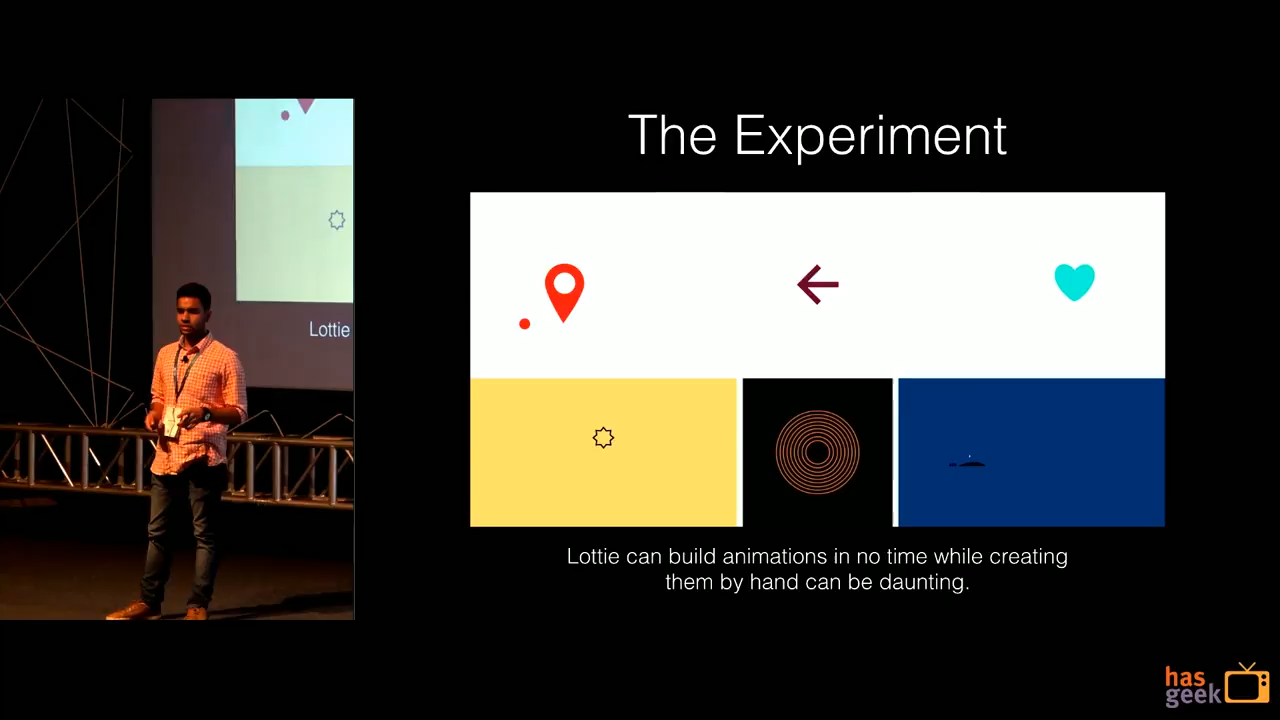 The Experiment
Lottie
Lottie can build animations in no time while creating
them by hand can be daunting.
has
geek